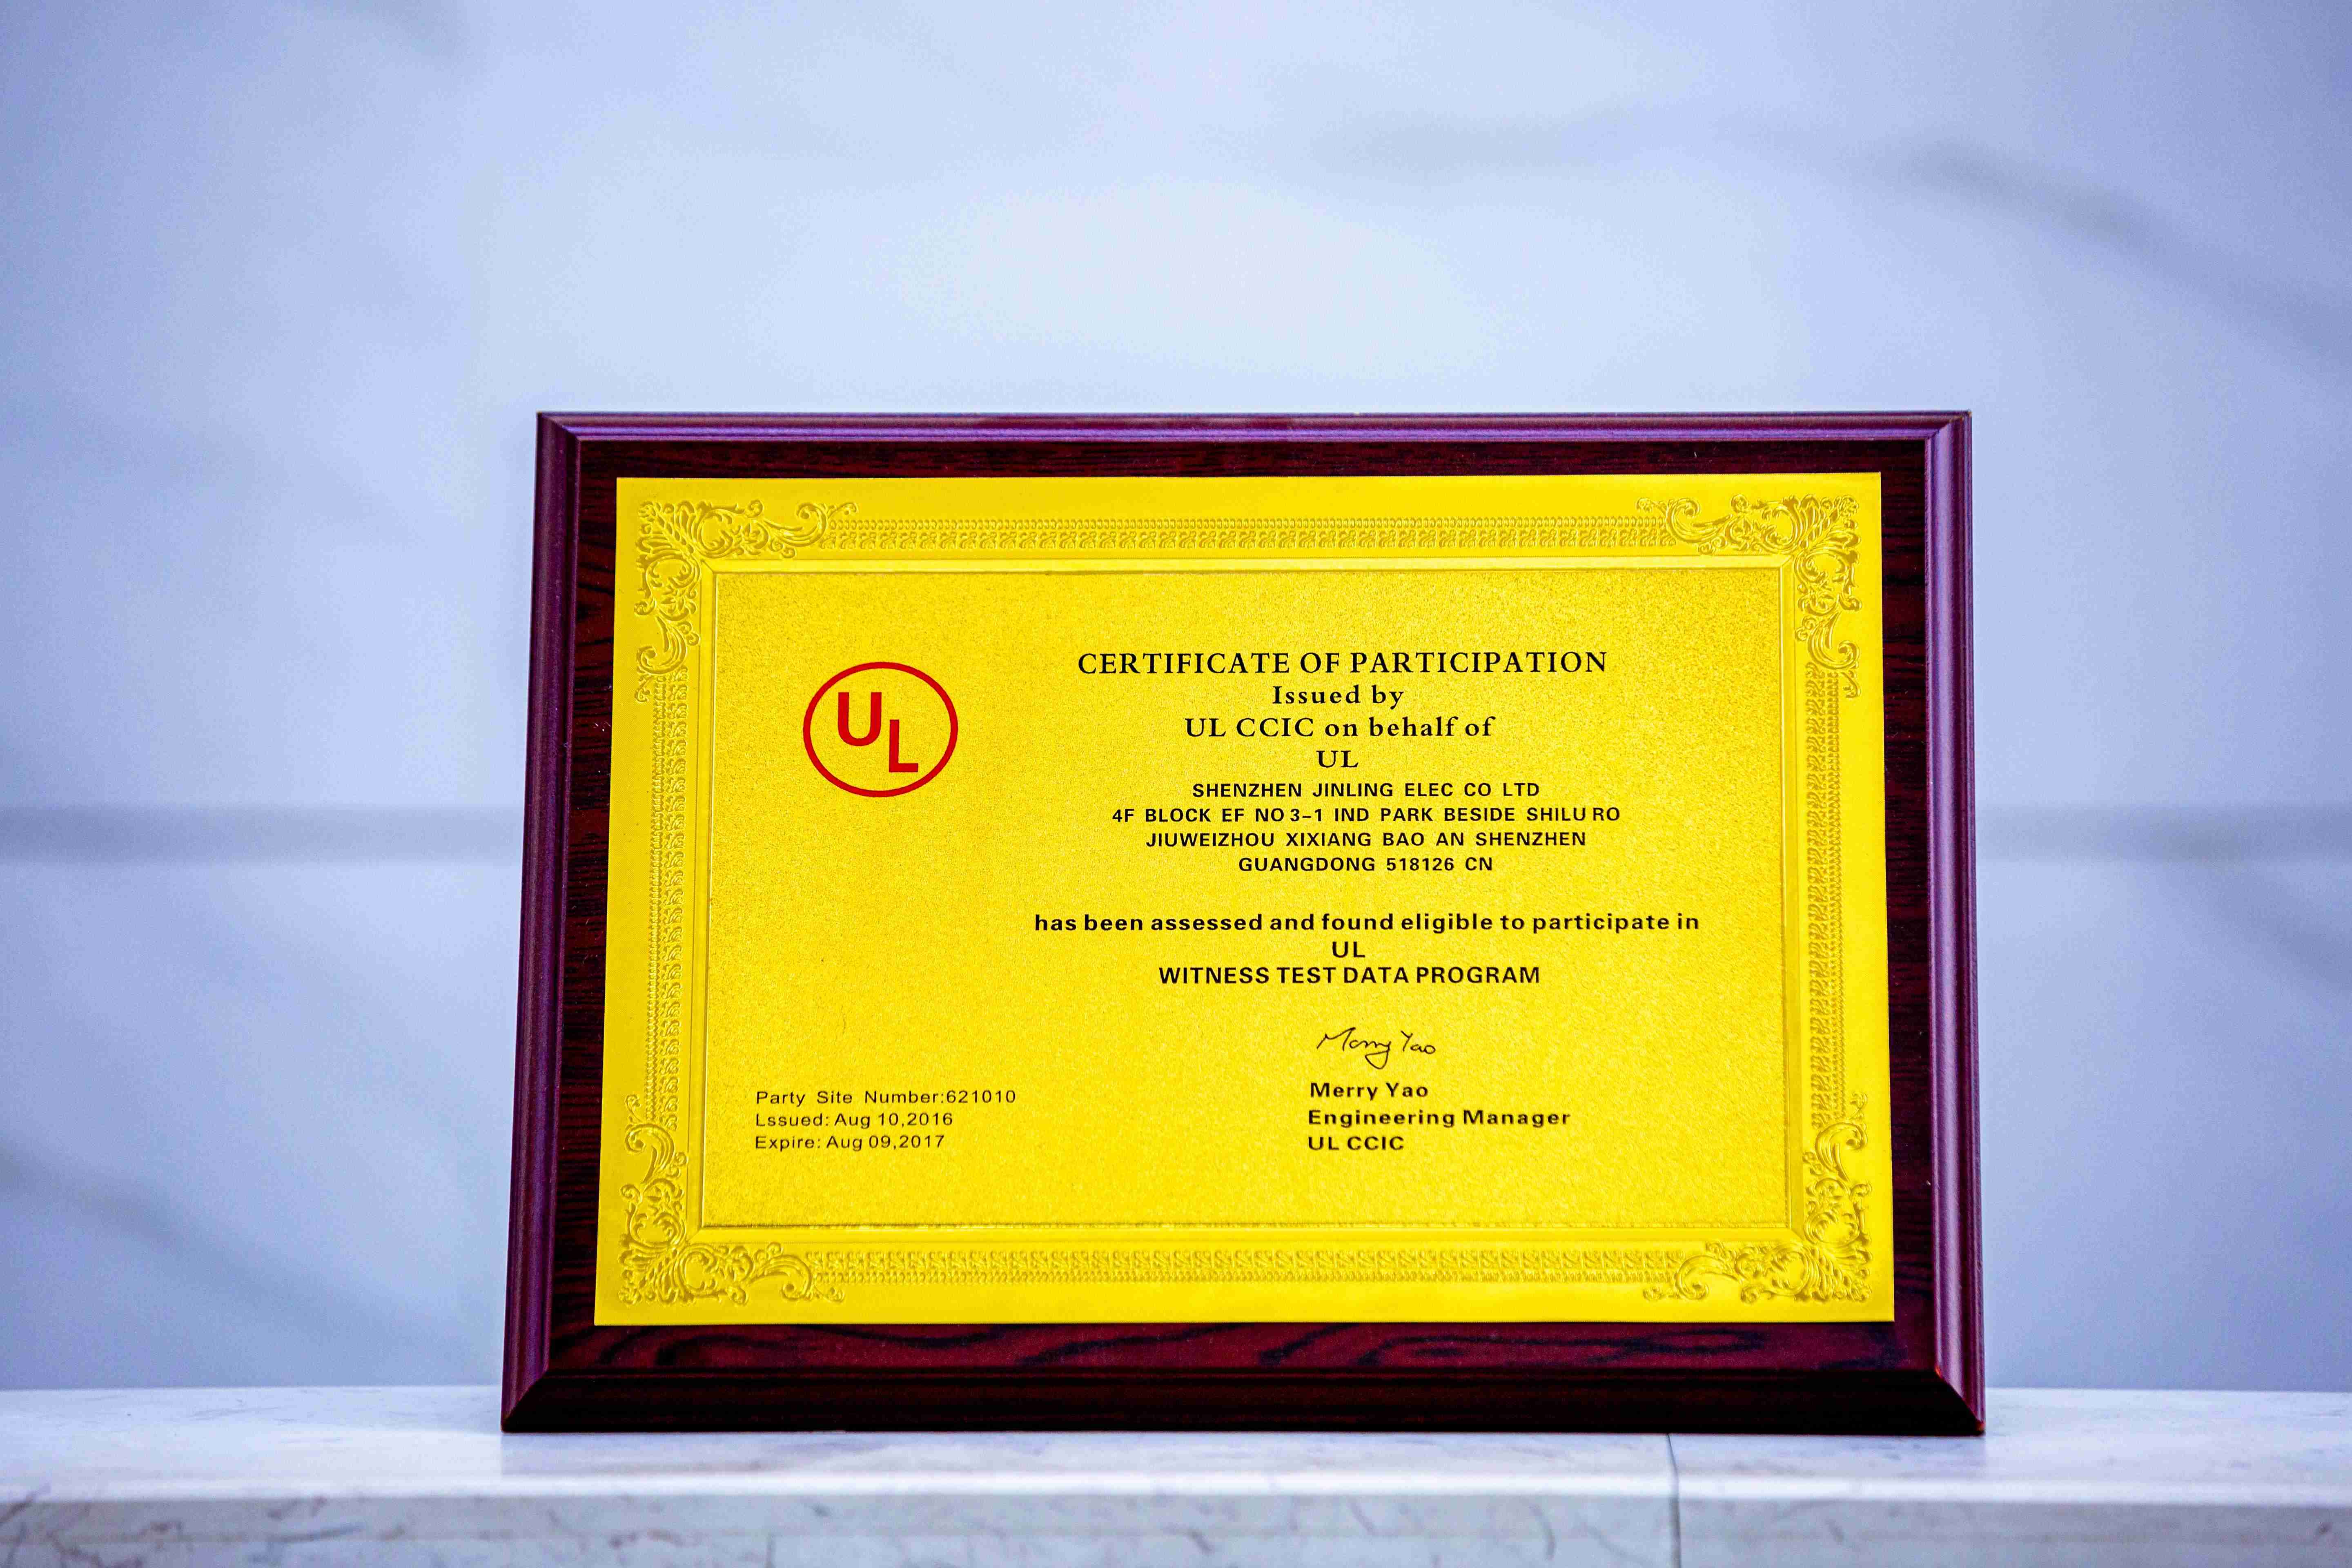 UL
CERTIFICATE OF PARTICIPATION
Issued by
UL CCIC on behalf of
UL
SHENZHEN JINLING ELEC CO LTD
4F BLOCK EF NO 3-1 IND PARK BESIDE SHILU RO
JIUWEIZHOU XIXIANG BAO AN SHENZHEN
GUANGDONG 518126 CN
has been assessed and found eligible to participate in
UL
WITNESS TEST DATA PROGRAM
Merry Yao
Merry Yao
Engineering Manager
UL CCIC
Party Site Number:621010
Lssued: Aug 10,2016
Expire: Aug 09,2017